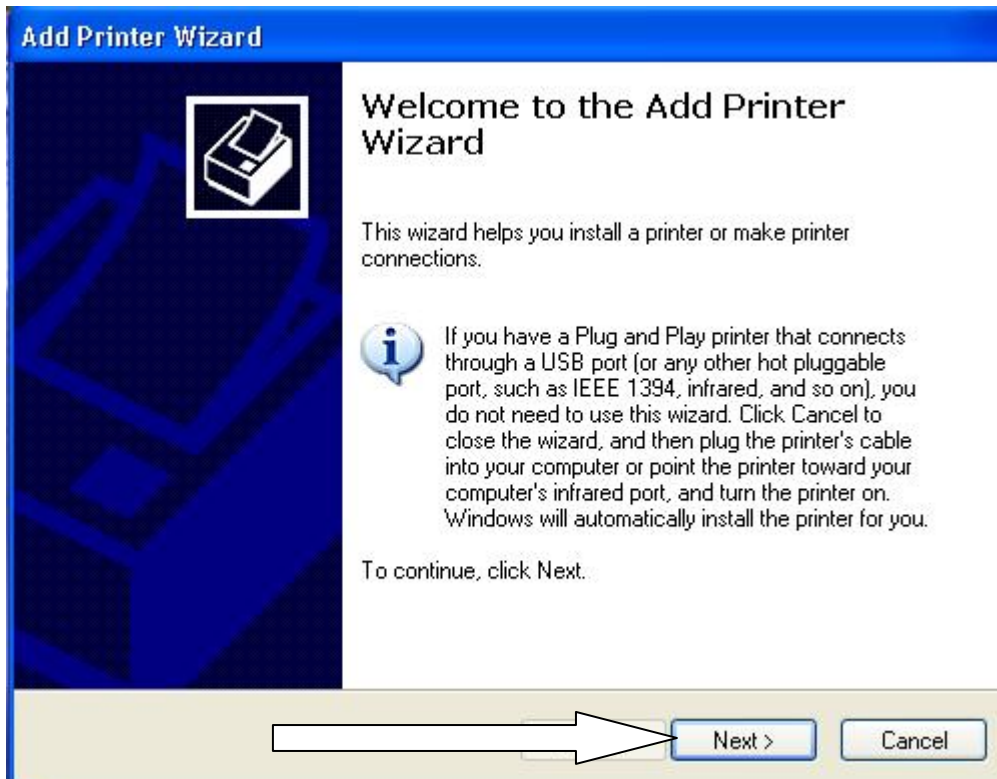 Add Printer Wizard
Welcome to the Add Printer
Wizard
This wizard helps you install a printer or make printer
connections.
If you have a Plug and Play printer that connects
through a USB port (or any other hot pluggable
port, such as IEEE 1394, infrared, and so on), you
do not need to use this wizard. Click Cancel to
close the wizard, and then plug the printer's cable
into your computer or point the printer toward your
computer's infrared port, and turn the printer on.
Windows will automatically install the printer for you.
To continue, click Next.
Next >
Cancel